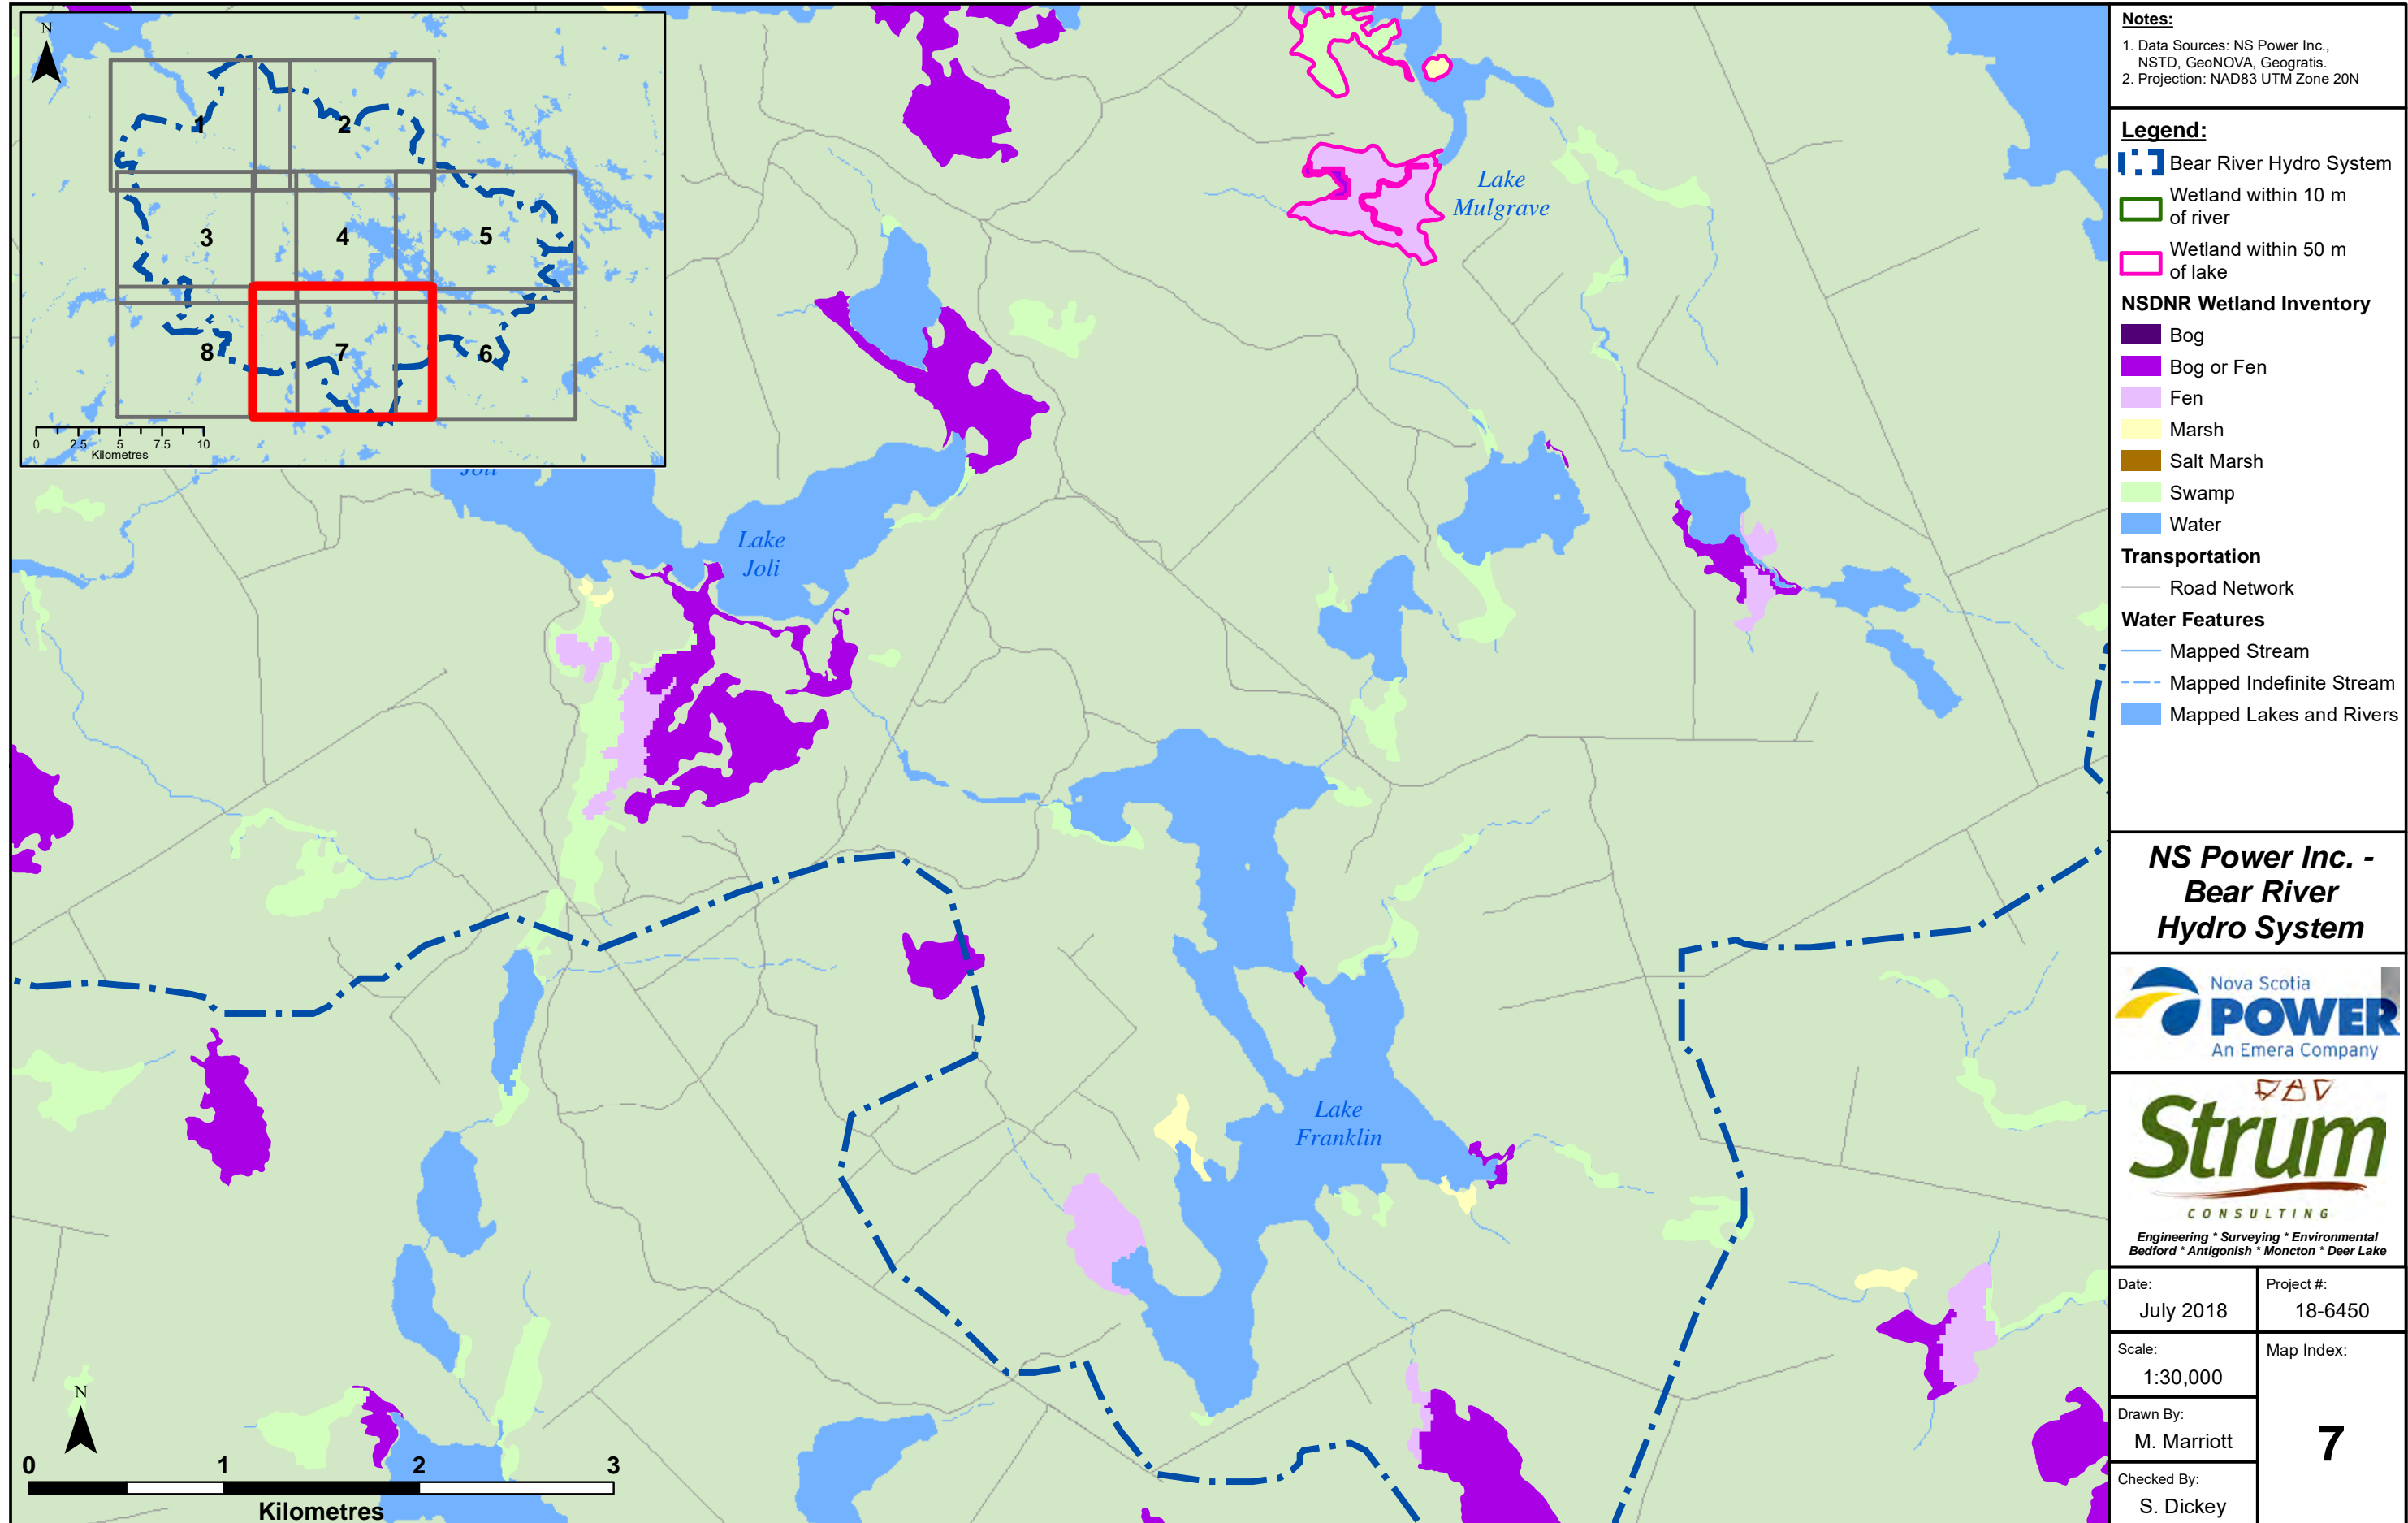 N
1
2
3
4
5
8
7
6
0 2.5 5 7.5 10
Kilometres
Joli
Lake
Mulgrave
Lake
Joli
Lake
Franklin
N
0 1 2 3
Kilometres
Notes:
1. Data Sources: NS Power Inc.,
NSTD, GeoNOVA, Geogratis.
2. Projection: NAD83 UTM Zone 20N
Legend:
Bear River Hydro System
Wetland within 10 m
of river
Wetland within 50 m
of lake
NSDNR Wetland Inventory
Bog
Bog or Fen
Fen
Marsh
Salt Marsh
Swamp
Water
Transportation
Road Network
Water Features
Mapped Stream
Mapped Indefinite Stream
Mapped Lakes and Rivers
NS Power Inc. -
Bear River
Hydro System
Nova Scotia
POWER
An Emera Company
Strum
CONSULTING
Engineering * Surveying * Environmental
Bedford * Antigonish * Moncton * Deer Lake
Date:
July 2018
Project #:
18-6450
Scale:
1:30,000
Map Index:
7
Drawn By:
M. Marriott
Checked By:
S. Dickey